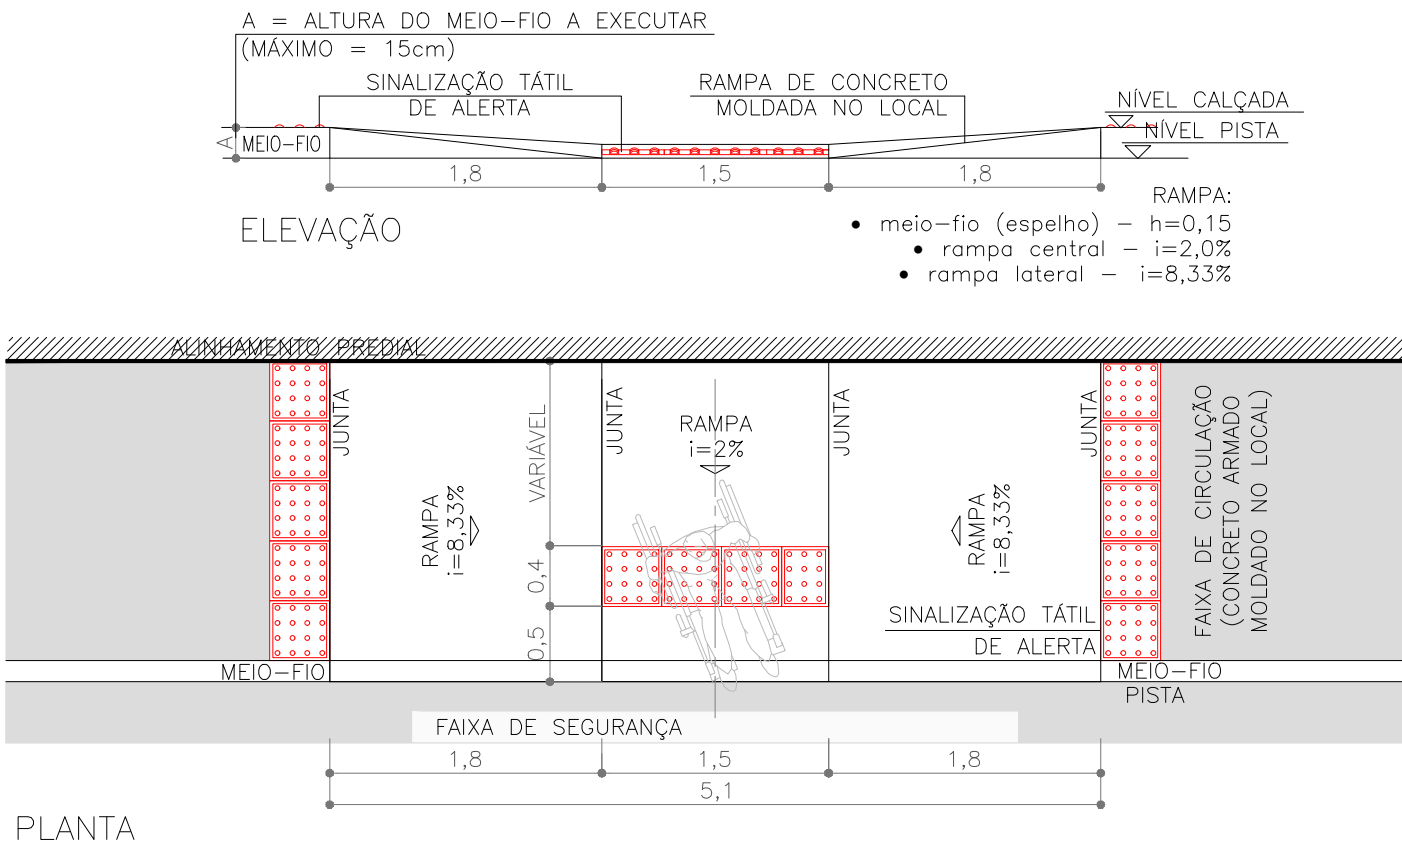 A = ALTURA DO MEIO-FIO A EXECUTAR
(MÁXIMO = 15cm)
SINALIZAÇÃO TÁTIL
DE ALERTA
RAMPA DE CONCRETO
MOLDADA NO LOCAL
NÍVEL CALÇADA
NÍVEL PISTA
A
MEIO-FIO
1,8
1,5
1,8
ELEVAÇÃO
RAMPA:
• meio-fio (espelho) - h=0,15
• rampa central - i=2,0%
• rampa lateral - i=8,33%
ALINHAMENTO PREDIAL
JUNTA
VARIÁVEL
JUNTA
RAMPA
i=2%
JUNTA
JUNTA
RAMPA
i=8,33%
RAMPA
i=8,33%
FAIXA DE CIRCULAÇÃO
(CONCRETO ARMADO
MOLDADO NO LOCAL)
0,4
0,5
SINALIZAÇÃO TÁTIL
DE ALERTA
MEIO-FIO
MEIO-FIO
PISTA
FAIXA DE SEGURANÇA
1,8
1,5
1,8
5,1
PLANTA